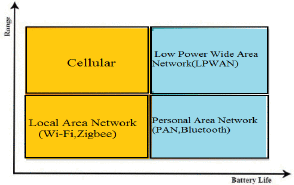 Range
Cellular
Low Power Wide Area
Network(LPWAN)
Local Area Network
(Wi-Fi,Zigbee)
Personal Area Network
(PAN,Bluetooth)
Battery Life